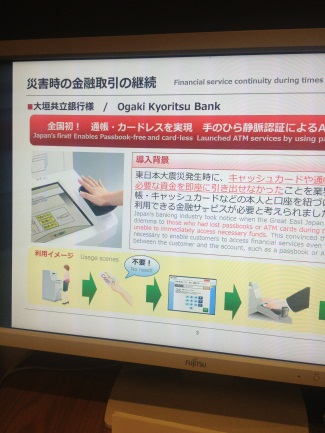 災害時の金融取引の継続 Financial service continuity during times
■大垣共立銀行様 / Ogaki Kyoritsu Bank
全国初！ 通帳・カードレスを実現 手のひら静脈認証によるA
Japan's first! Enables Passbook-free and card-less Launched ATM services by using pa
導入背景
東日本大震災発生時に、キャッシュカードや通
必要な資金を即座に引き出せなかったことを業
帳・キャッシュカードなどの本人と口座を紐づけ
利用できる金融サービスが必要と考えられました
Japan's banking industry took notice when the Great East Japan
dilemma to those who had lost passbooks or ATM cards during
unable to immediately access necessary funds. This convinced
necessary to enable customers to access financial services even
between the customer and the account, such as a passbook or A
利用イメージ Usage scenes
不要！
No need!
FUJITSU